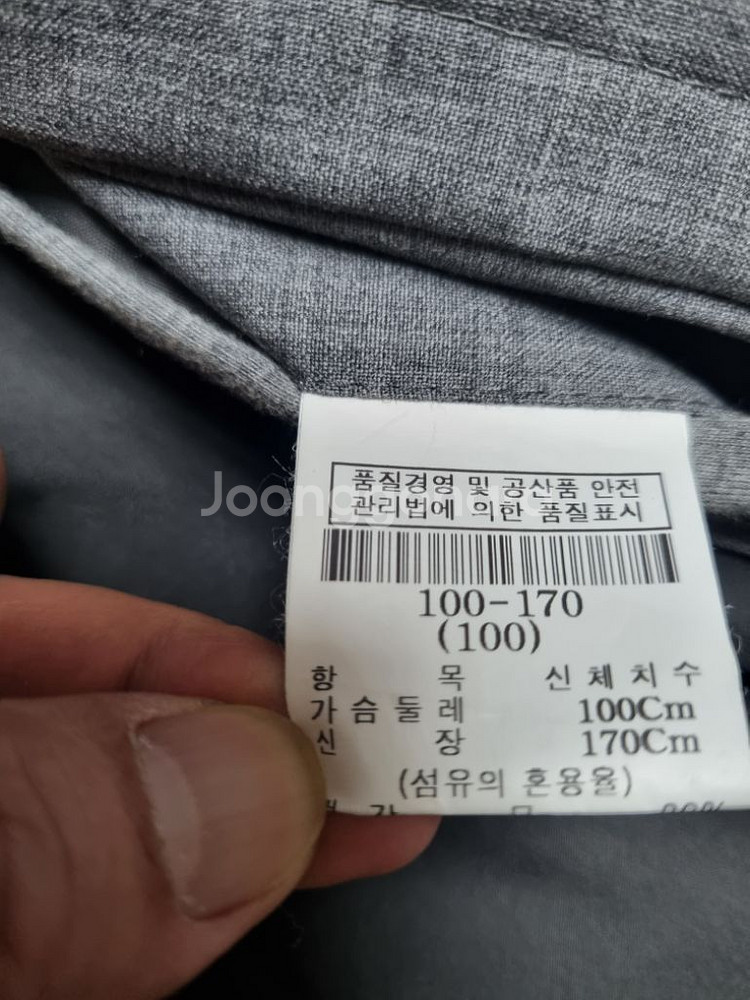 품질경영 및 공산품 안전
관리법에 의한 품질표시
100-170
(100)
항 목 신체치수
가슴둘레 100Cm
신 장 170Cm
(섬유의 혼용율)